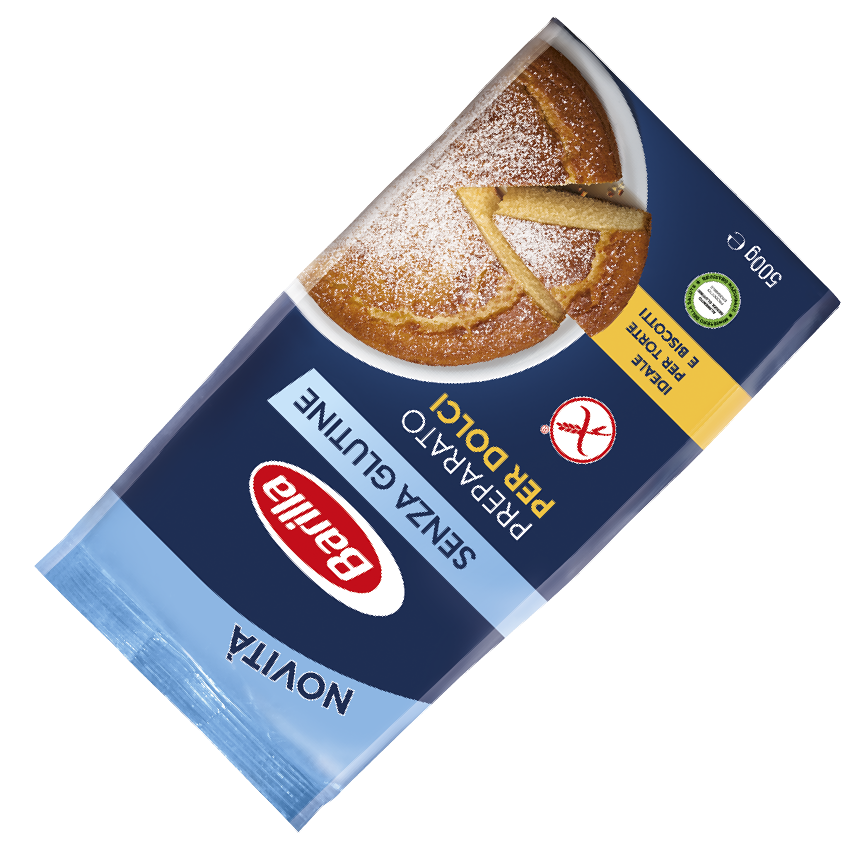 NOVITÀ
Barilla
SENZA GLUTINE
PREPARATO
PER DOLCI
IDEALE
PER TORTE
E BISCOTTI
500g e